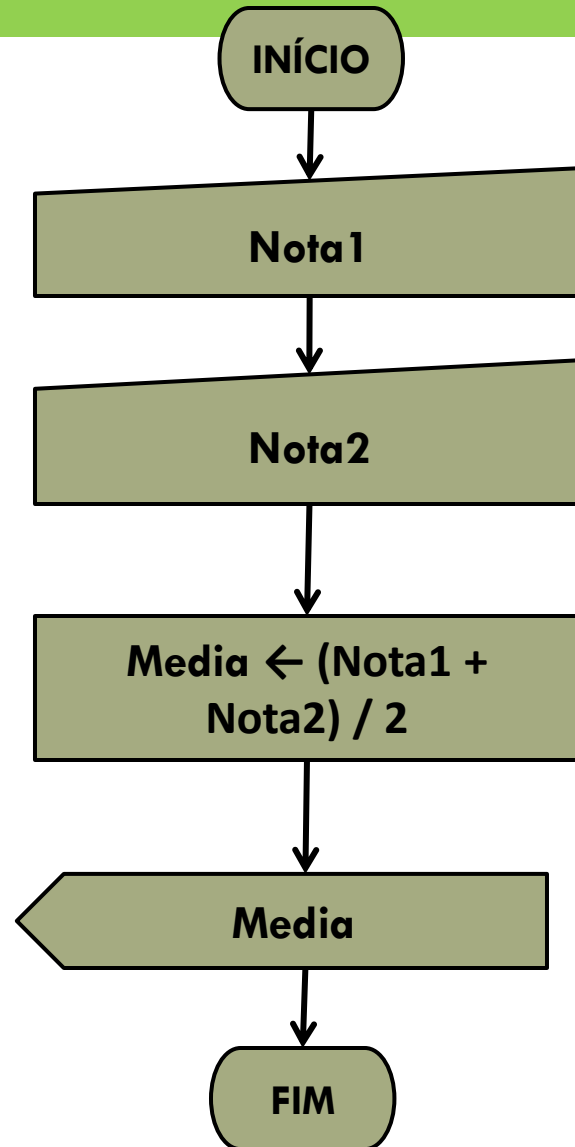 INÍCIO
Nota1
Nota2
Media ← (Nota1 +
Nota2) / 2
Media
FIM